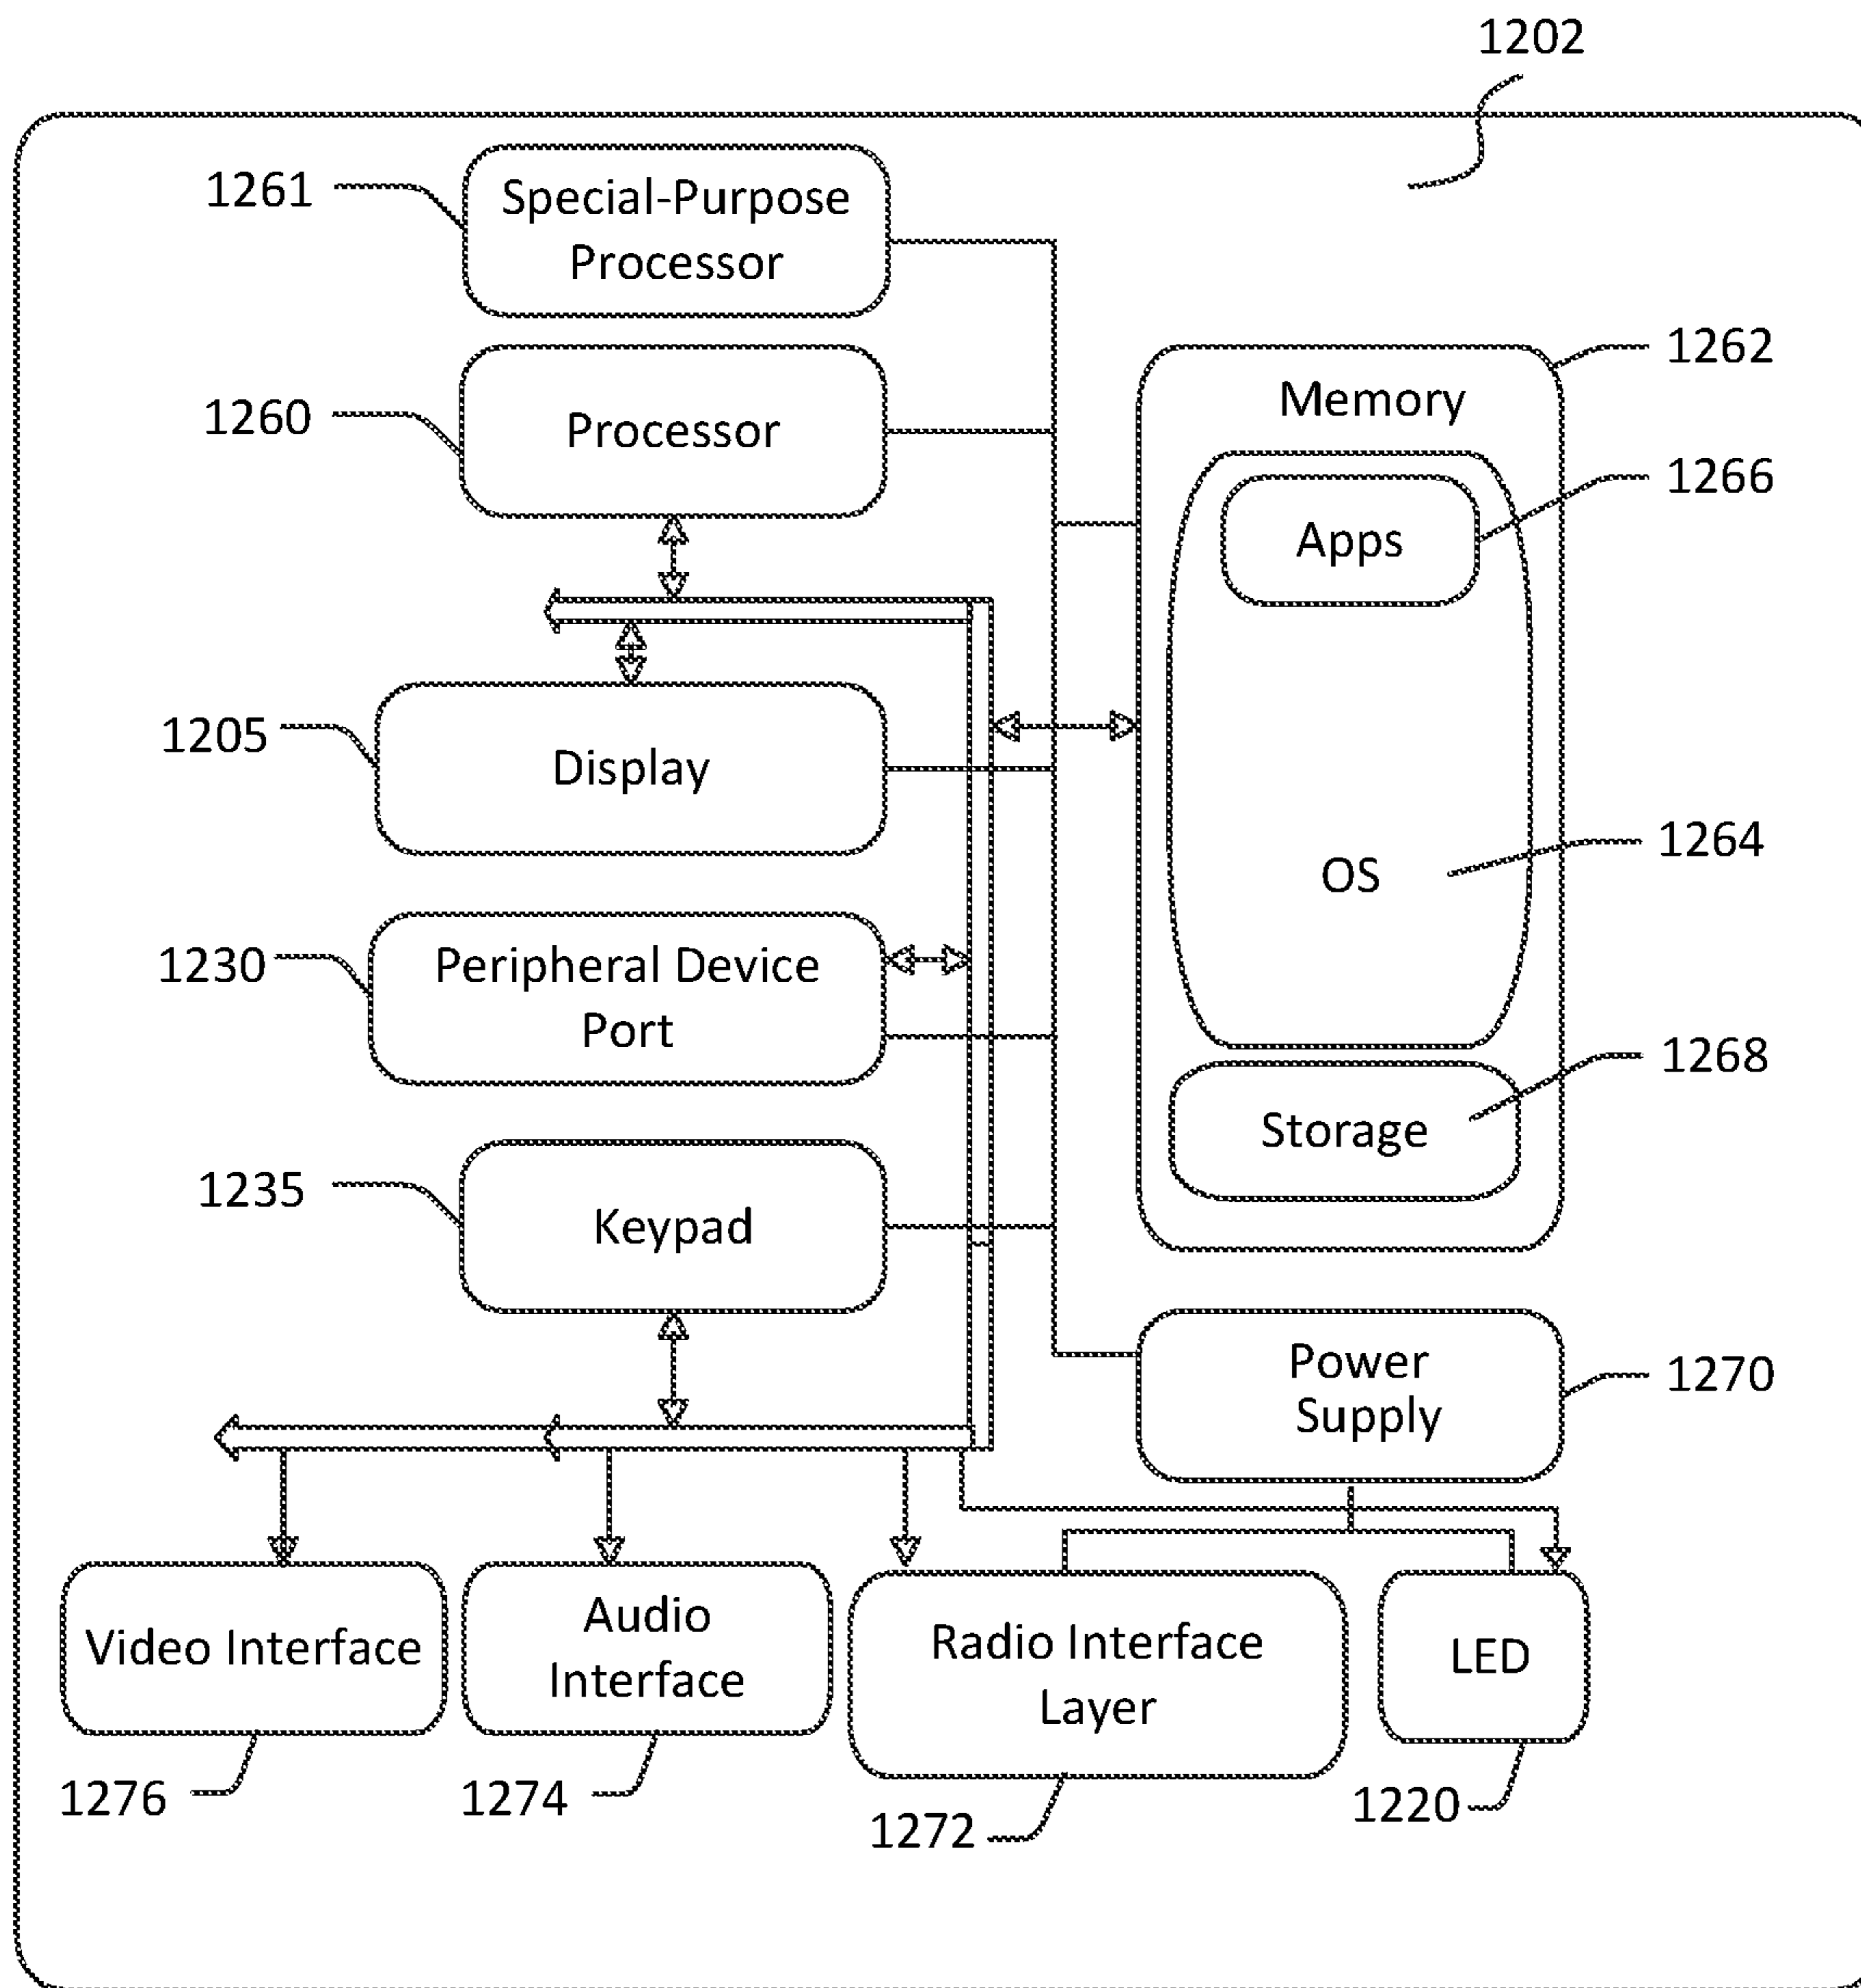 1202
1261
Special-Purpose
Processor
1262
Memory
1260
Processor
1266
Apps
1205
Display
1264
OS
1230
Peripheral Device
Port
1268
Storage
1235
Keypad
1270
Power
Supply
Video Interface
Audio
Interface
Radio Interface
Layer
LED
1276
1274
1272
1220